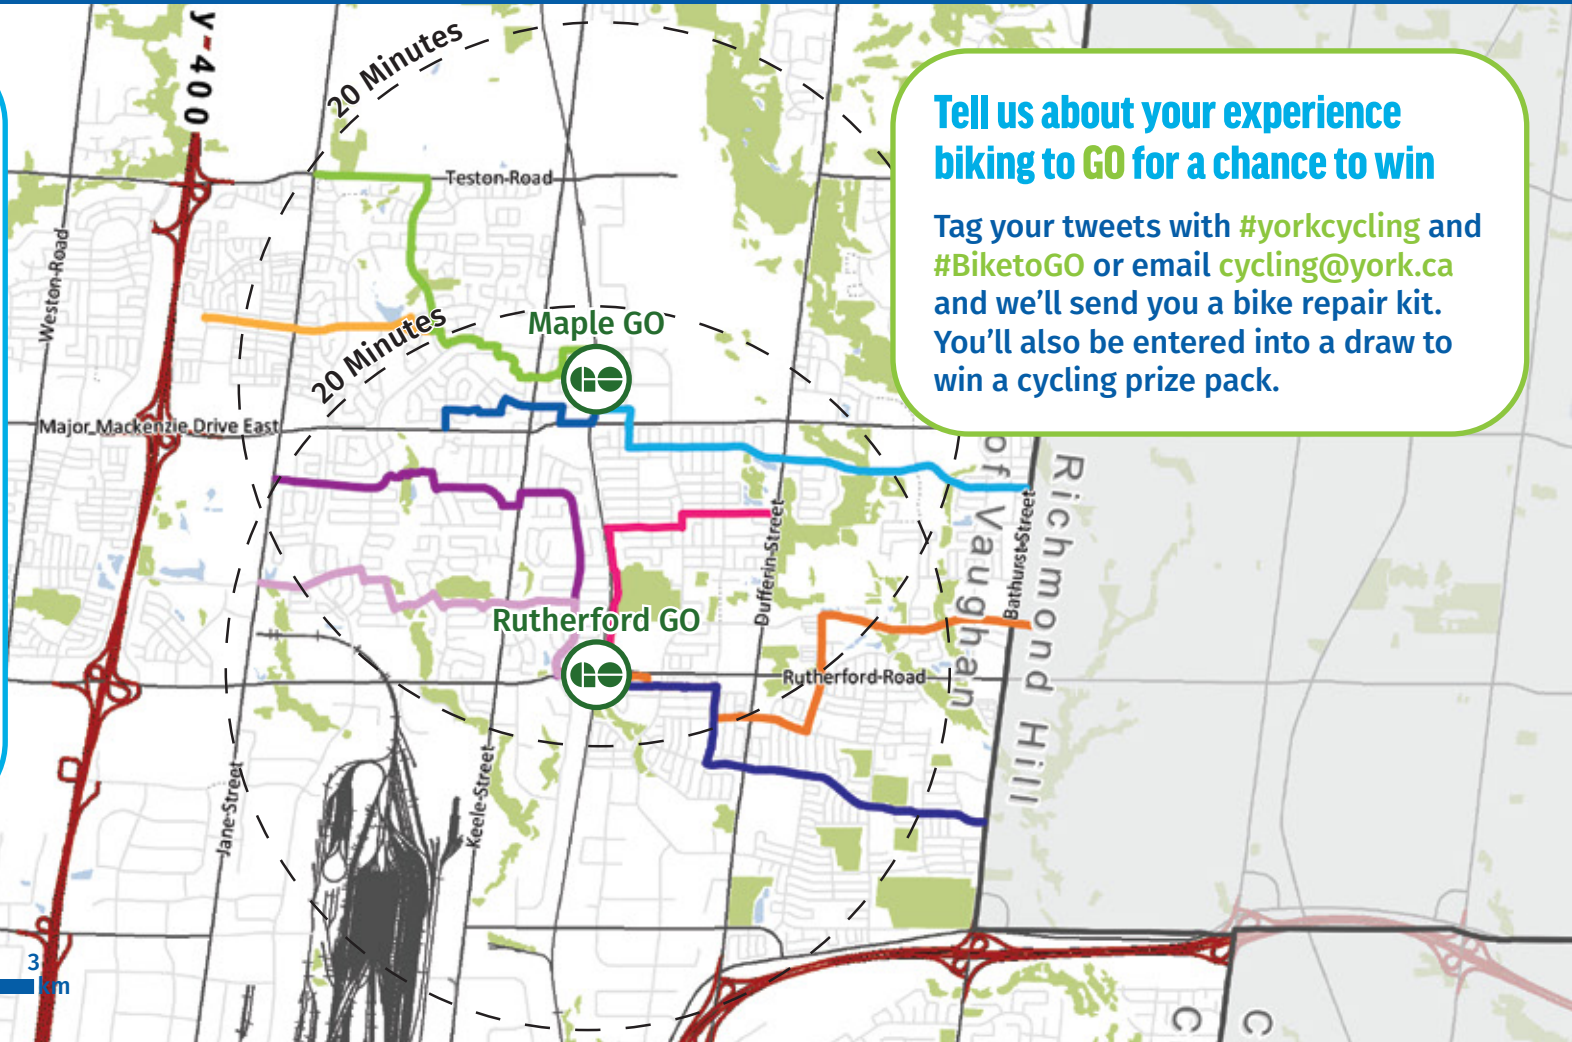 y-400
20 Minutes
Tell us about your experience
biking to GO for a chance to win
Tag your tweets with #yorkcycling and
#BiketoGO or email cycling@york.ca
and we'll send you a bike repair kit.
You'll also be entered into a draw to
win a cycling prize pack.
Teston Road
Weston Road
20 Minutes
Maple GO
GO
Major Mackenzie Drive East
of Vaughan
Richmond Hill
Bathurst Street
Dufferin Street
Rutherford GO
GO
Rutherford Road
Jane Street
Keele Street
3
km
C
C